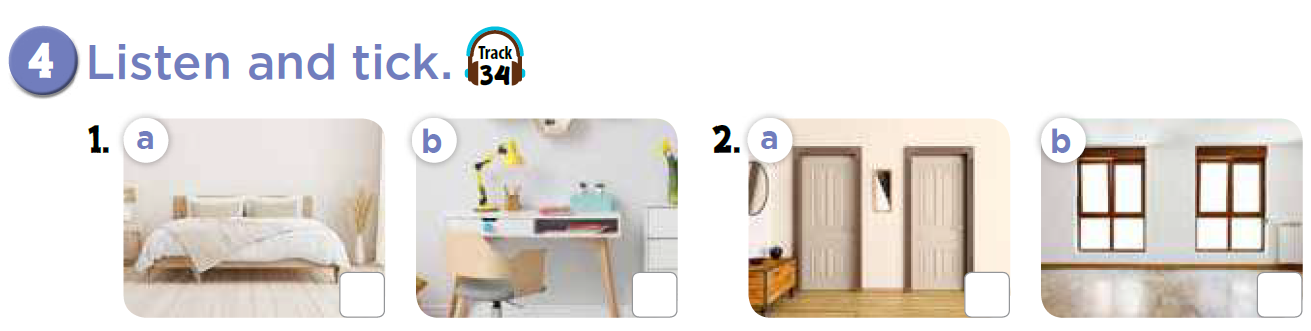 4 Listen and tick. Track 34
1. a b 2. a b